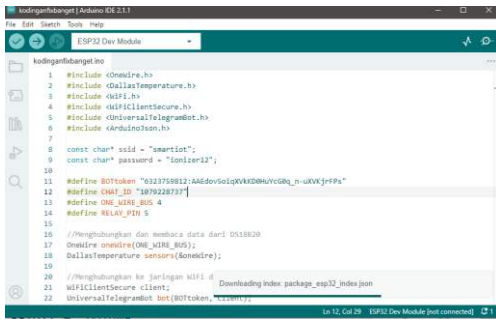 kodinganfixbanget | Arduino IDE 2.1.1
File Edit Sketch Tools Help
ESP32 Dev Module
kodinganfixbanget.ino
1 #include <OneWire.h>
2 #include <DallasTemperature.h>
3 #include <WiFi.h>
4 #include <WiFiClientSecure.h>
5 #include <UniversalTelegramBot.h>
6 #include <ArduinoJson.h>
7
8 const char* ssid = "smartiot";
9 const char* password = "ionizer12";
10
11 #define BOTtoken
12 #define CHAT_ID "1079228737"
13 #define ONE_WIRE_BUS 4
14 #define RELAY_PIN 5
15
16 //Menghubungkan dan membaca data dari DS18B20
17 OneWire oneWire(ONE_WIRE_BUS);
18 DallasTemperature sensors(&oneWire);
19
20 //Menghubungkan ke jaringan WiFi d
21 WiFiClientSecure client;
22 UniversalTelegramBot bot(BOTtoken, client);
Downloading index: package_esp32_index.json
Ln 12, Col 29 ESP32 Dev Module [not connected] 1